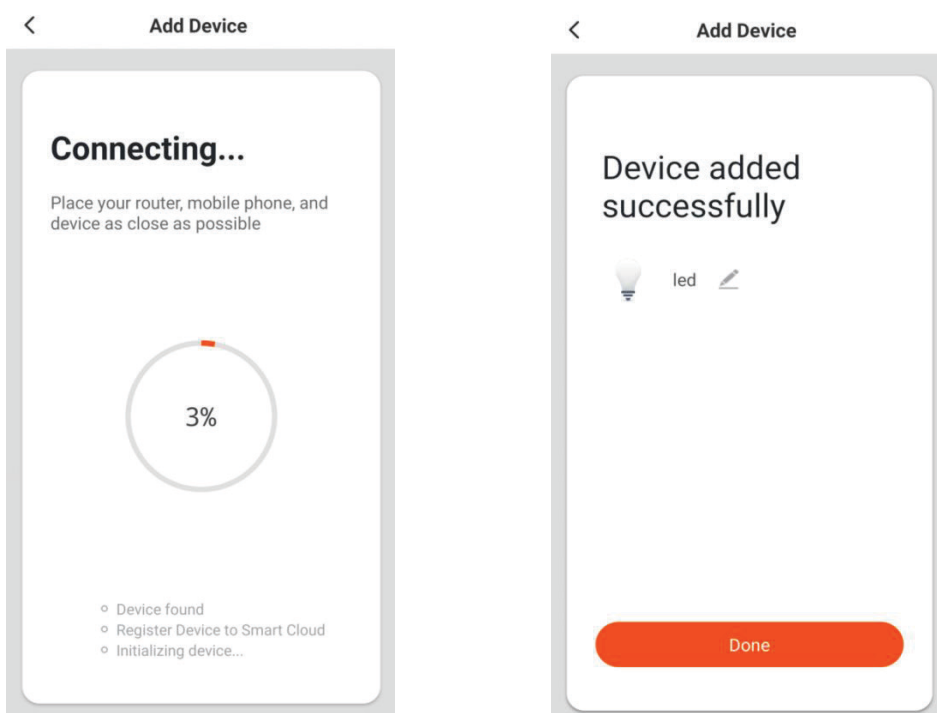 Add Device
Connecting...
Place your router, mobile phone, and
device as close as possible
3%
Device found
Register Device to Smart Cloud
Initializing device...
Add Device
Device added
successfully
led
Done